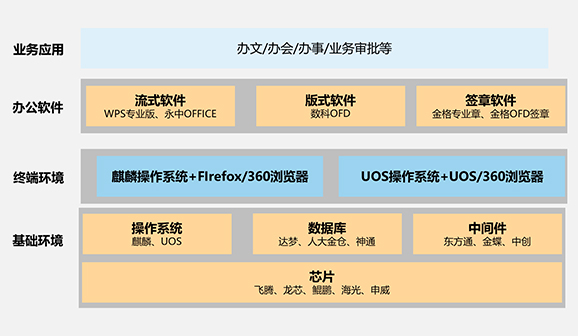 业务应用
办文/办会/办事/业务审批等
办公软件
流式软件
WPS专业版、永中OFFICE
版式软件
数科OFD
签章软件
金格专业章、金格OFD签章
终端环境
麒麟操作系统+FIrefox/360浏览器
UOS操作系统+UOS/360浏览器
基础环境
操作系统
麒麟、UOS
数据库
达梦、人大金仓、神通
中间件
东方通、金蝶、中创
芯片
飞腾、龙芯、鲲鹏、海光、申威